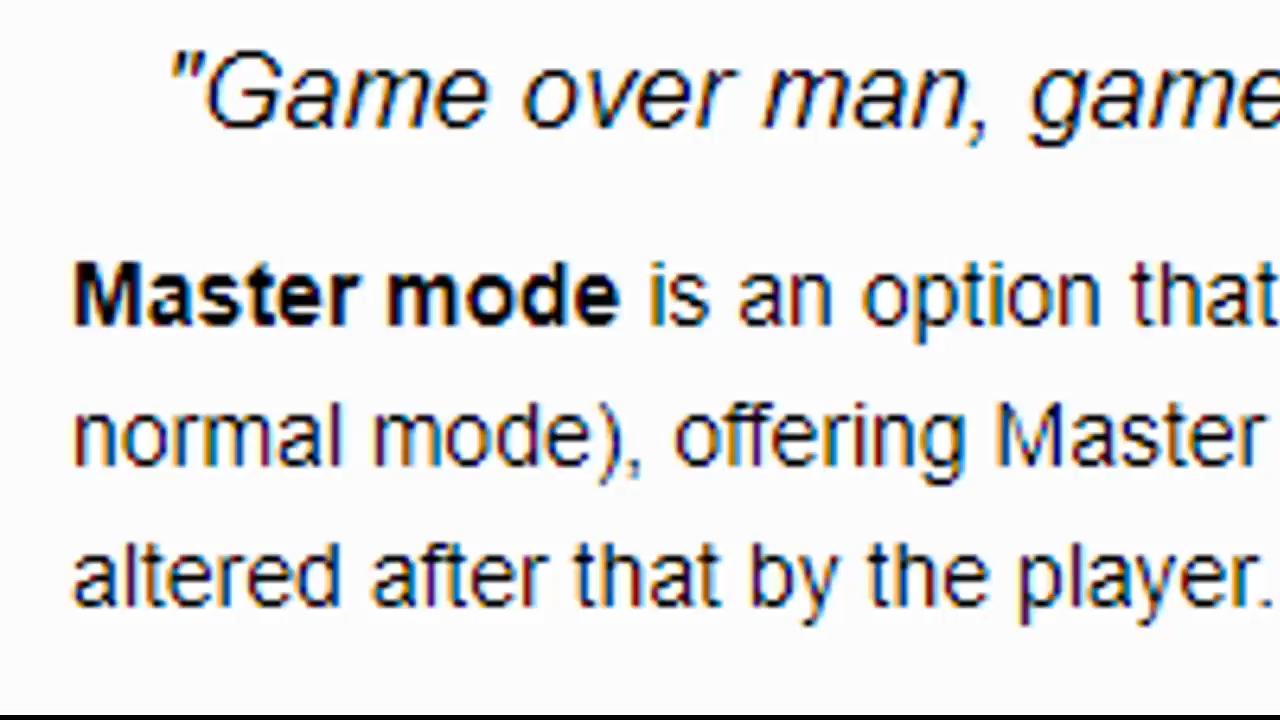 "Game over man, game
Master mode is an option that
normal mode), offering Master
altered after that by the player.